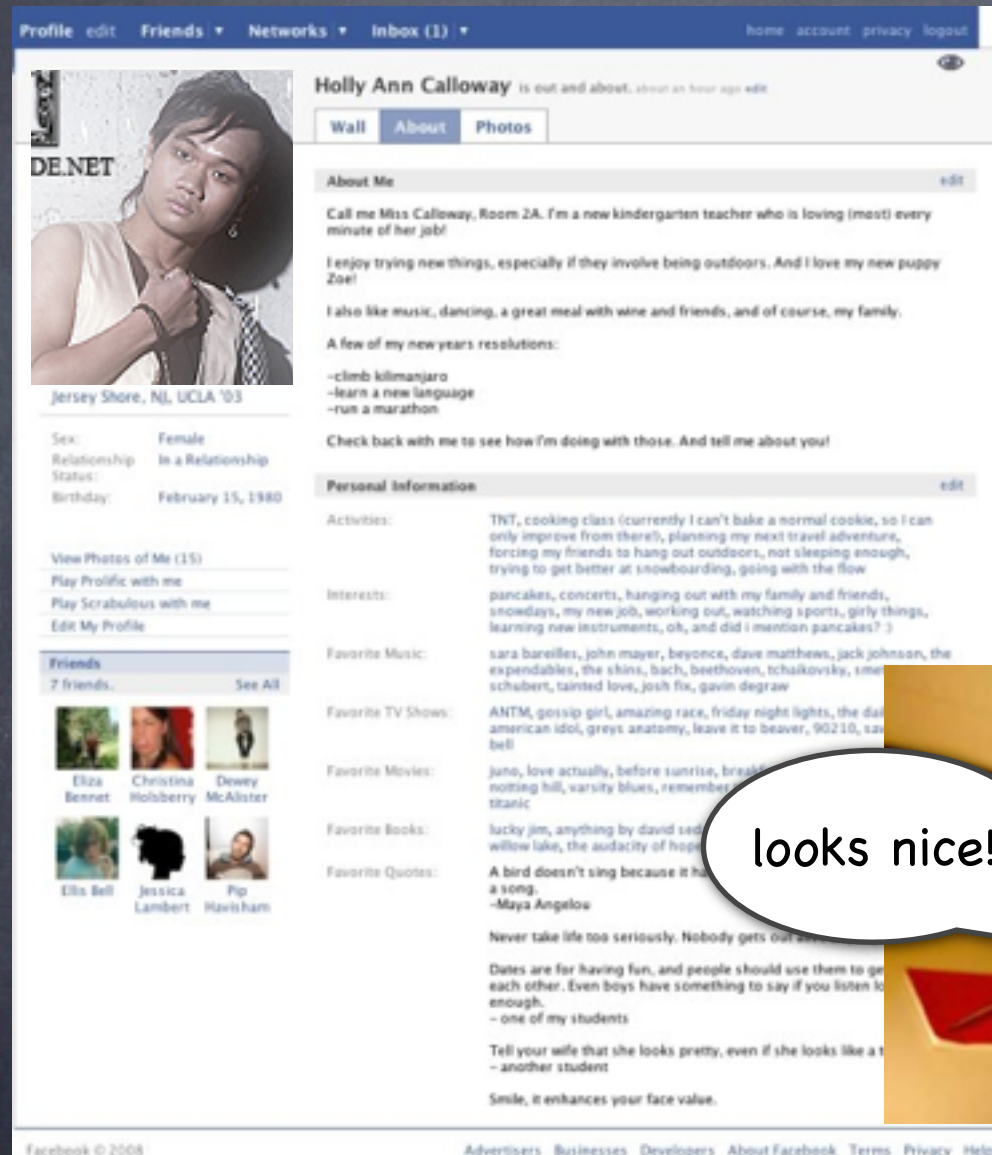 Profile edit Friends Networks Inbox (1) home account privacy logout
DE.NET
Holly Ann Calloway is out and about. about an hour ago edit
Wall About Photos
About Me edit
Call me Miss Calloway, Room 2A. I'm a new kindergarten teacher who is loving (most) every
minute of her job!
I enjoy trying new things, especially if they involve being outdoors. And I love my new puppy
Zoe!
I also like music, dancing, a great meal with wine and friends, and of course, my family.
A few of my new years resolutions:
-climb kilimanjaro
-learn a new language
-run a marathon
Check back with me to see how I'm doing with those. And tell me about you!
Jersey Shore, NJ, UCLA '03
Sex: Female
Relationship In a Relationship
Status:
Birthday: February 15, 1980
View Photos of Me (15)
Play Prolific with me
Play Scrabulous with me
Edit My Profile
Friends
7 friends. See All
Eliza Christina Dewey
Bennet Holsberry McAlister
Ellis Bell Jessica Pip
Lambert Havisham
Personal Information edit
Activities: TNT, cooking class (currently I can't bake a normal cookie, so I can
only improve from there!), planning my next travel adventure,
forcing my friends to hang out outdoors, not sleeping enough,
trying to get better at snowboarding, going with the flow
Interests: pancakes, concerts, hanging out with my family and friends,
snowdays, my new job, working out, watching sports, girly things,
learning new instruments, oh, and did i mention pancakes? :)
Favorite Music: sara bareilles, john mayer, beyonce, dave matthews, jack johnson, the
expendables, the shins, bach, beethoven, tchaikovsky,
schubert, tainted love, josh fix, gavin degraw
Favorite TV Shows: ANTM, gossip girl, amazing race, friday night lights, the
american idol, greys anatomy, leave it to beaver, 90210,
bell
Favorite Movies: juno, love actually, before sunrise,
notting hill, varsity blues, remember
titanic
Favorite Books: lucky jim, anything by david
willow lake, the audacity of hope
Favorite Quotes: A bird doesn't sing because it
a song.
-Maya Angelou
Never take life too seriously. Nobody gets out
Dates are for having fun, and people should use them to
each other. Even boys have something to say if you listen
enough.
- one of my students
Tell your wife that she looks pretty, even if she looks like a
- another student
Smile, it enhances your face value.
looks nice!
Facebook © 2008 Advertisers Businesses Developers About Facebook Terms Privacy Help